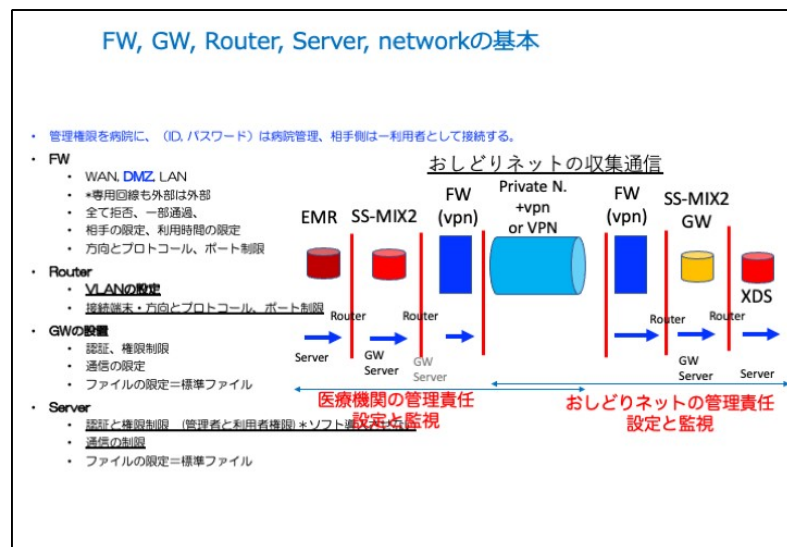 FW, GW, Router, Server, networkの基本
・ 管理権限を病院に、（ID, パスワード）は病院管理、相手側は一利用者として接続する。
・ FW
・ WAN, DMZ, LAN
・ *専用回線も外部は外部
・ 全て拒否、一部通過、
・ 相手の限定、利用時間の限定
・ 方向とプロトコール、ポート制限
・ Router
・ VLANの設定
・ 接続端末・方向とプロトコール、ポート制限
・ GWの設置
・ 認証、権限制限
・ 通信の限定
・ ファイルの限定＝標準ファイル
・ Server
・ 認証と権限制限 (管理者と利用者権限)＊ソフト導
・ 通信の制限
・ ファイルの限定＝標準ファイル
おしどりネットの収集通信
EMR
SS-MIX2
FW
(vpn)
Private N.
+vpn
or VPN
FW
(vpn)
SS-MIX2
GW
XDS
Router
Router
Router
Router
Server
GW
Server
GW
Server
GW
Server
Server
医療機関の管理責任
設定と監視
おしどりネットの管理責任
設定と監視